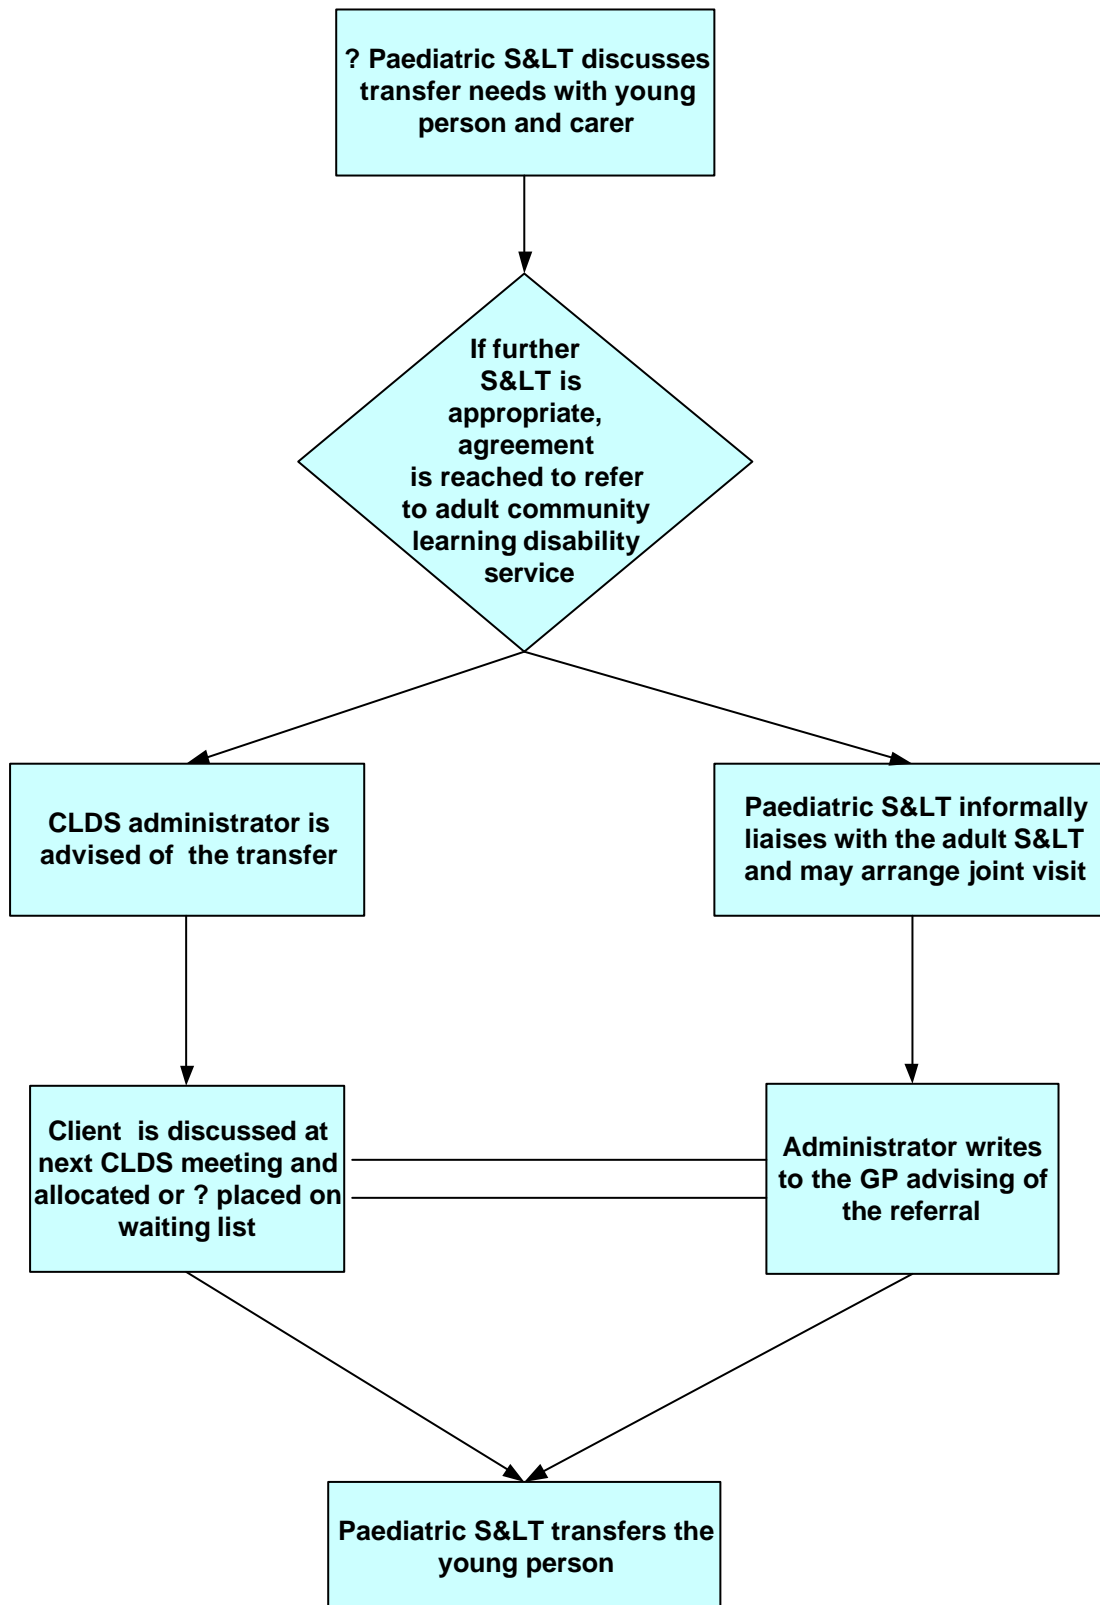 ? Paediatric S&LT discusses
transfer needs with young
person and carer
If further
S&LT is
appropriate,
agreement
is reached to refer
to adult community
learning disability
service
CLDS administrator is
advised of the transfer
Paediatric S&LT informally
liaises with the adult S&LT
and may arrange joint visit
Client is discussed at
next CLDS meeting and
allocated or ? placed on
waiting list
Administrator writes
to the GP advising of
the referral
Paediatric S&LT transfers the
young person